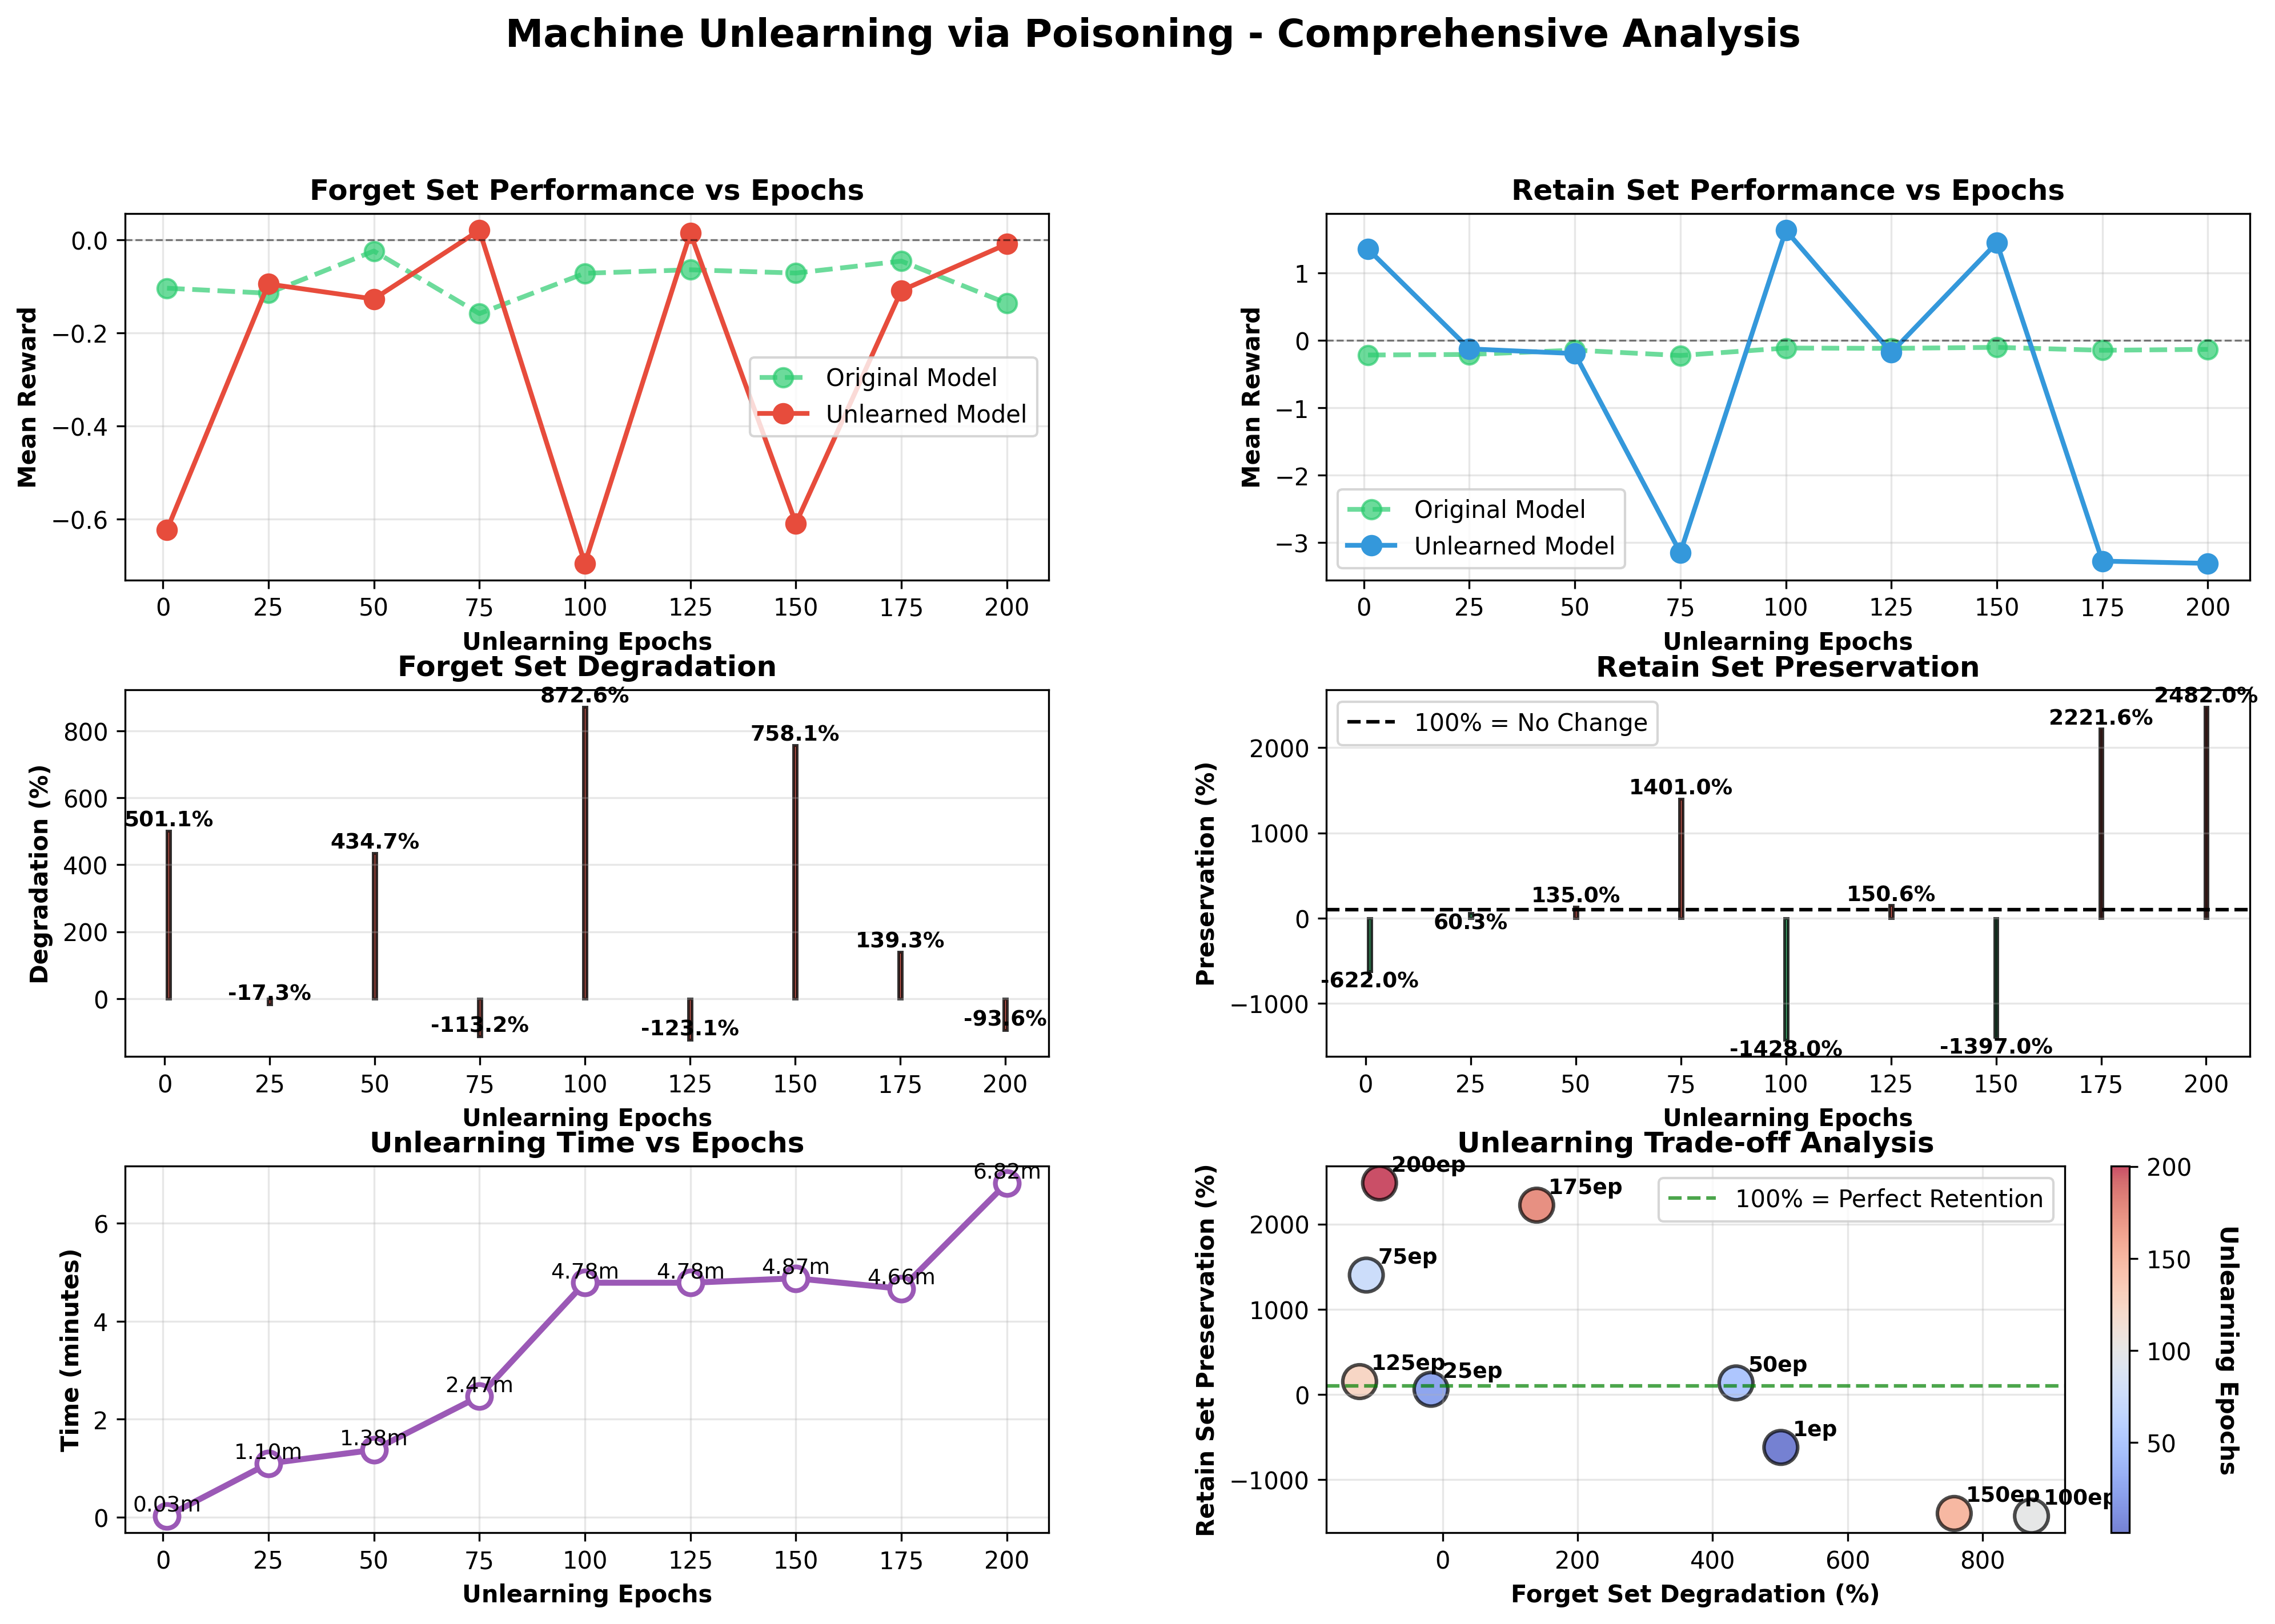 Machine Unlearning via Poisoning - Comprehensive Analysis
Forget Set Performance vs Epochs
Mean Reward
0.0
−0.2
−0.4
−0.6
Original Model
Unlearned Model
0 25 50 75 100 125 150 175 200
Unlearning Epochs
Retain Set Performance vs Epochs
Mean Reward
1
0
−1
−2
−3
Original Model
Unlearned Model
0 25 50 75 100 125 150 175 200
Unlearning Epochs
Forget Set Degradation
Degradation (%)
800
600
400
200
0
501.1%
-17.3%
434.7%
-113.2%
872.6%
-123.1%
758.1%
139.3%
-93.6%
0 25 50 75 100 125 150 175 200
Unlearning Epochs
Retain Set Preservation
Preservation (%)
2000
1000
0
−1000
100% = No Change
-622.0%
60.3%
135.0%
1401.0%
-1428.0%
150.6%
-1397.0%
2221.6%
2482.0%
0 25 50 75 100 125 150 175 200
Unlearning Epochs
Unlearning Time vs Epochs
Time (minutes)
6
4
2
0
0.03m
1.10m
1.38m
2.47m
4.78m
4.78m
4.87m
4.66m
6.82m
0 25 50 75 100 125 150 175 200
Unlearning Epochs
Unlearning Trade-off Analysis
Retain Set Preservation (%)
2000
1000
0
−1000
100% = Perfect Retention
200ep
175ep
75ep
125ep
25ep
50ep
1ep
150ep
100ep
0 200 400 600 800
Forget Set Degradation (%)
200
150
100
50
Unlearning Epochs